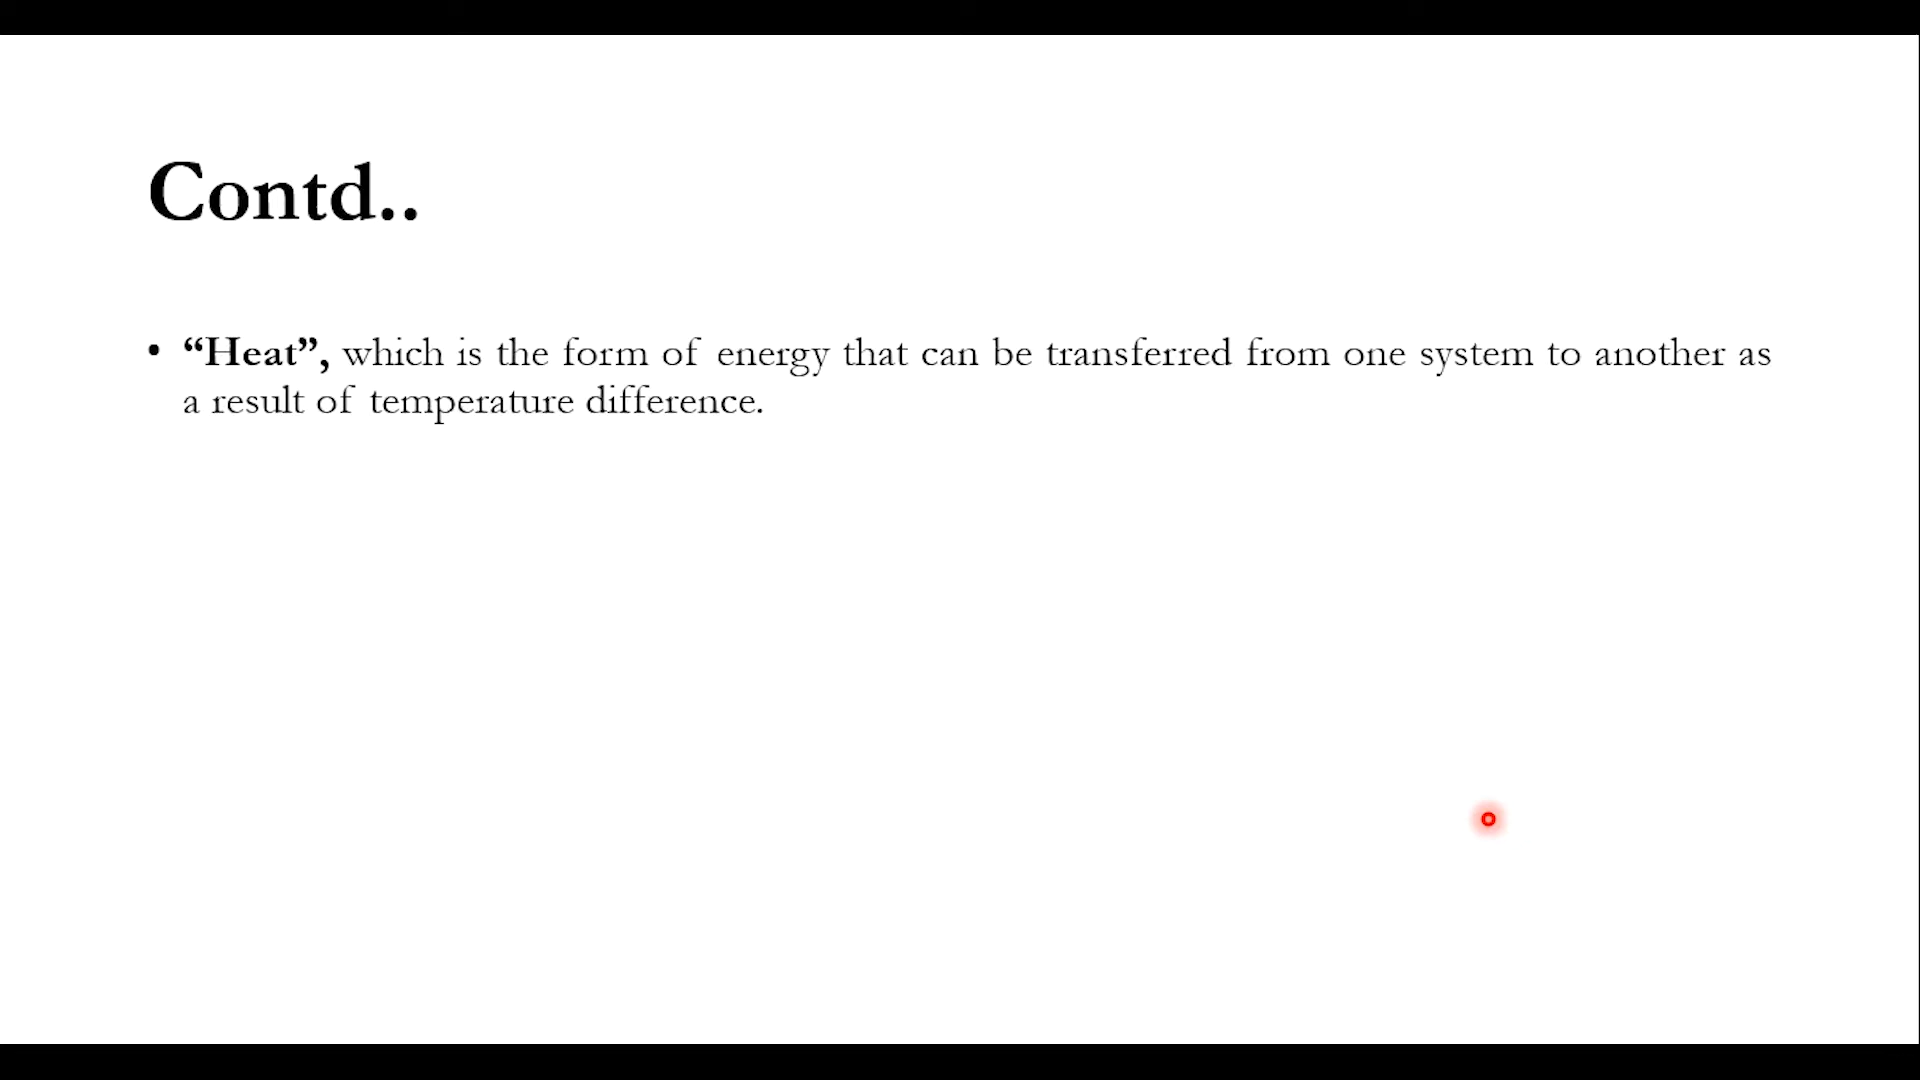 Contd..
• “Heat”, which is the form of energy that can be transferred from one system to another as
a result of temperature difference.